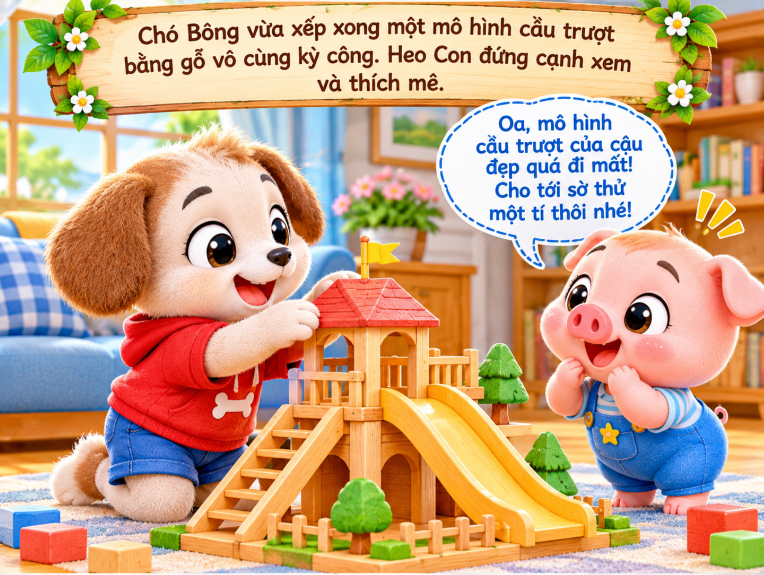 Chó Bông vừa xếp xong một mô hình cầu trượt
bằng gỗ vô cùng kỳ công. Heo Con đứng cạnh xem
và thích mê.
Oa, mô hình
cầu trượt của cậu
đẹp quá đi mất!
Cho tới sờ thử
một tí thôi nhé!